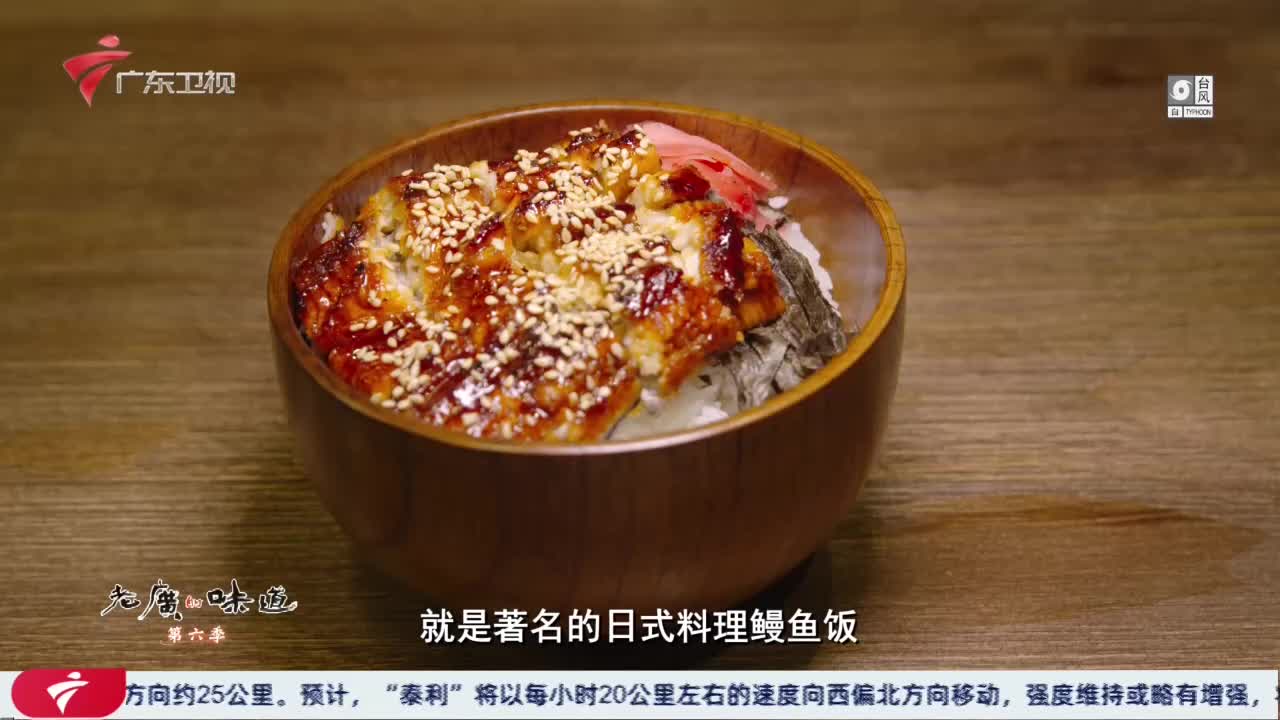 广东卫视
台风
白
TYPHOON
老廣的味道
第六季
就是著名的日式料理鳗鱼饭
方向约25公里。预计，“泰利”将以每小时20公里左右的速度向西偏北方向移动，强度维持或略有增强，